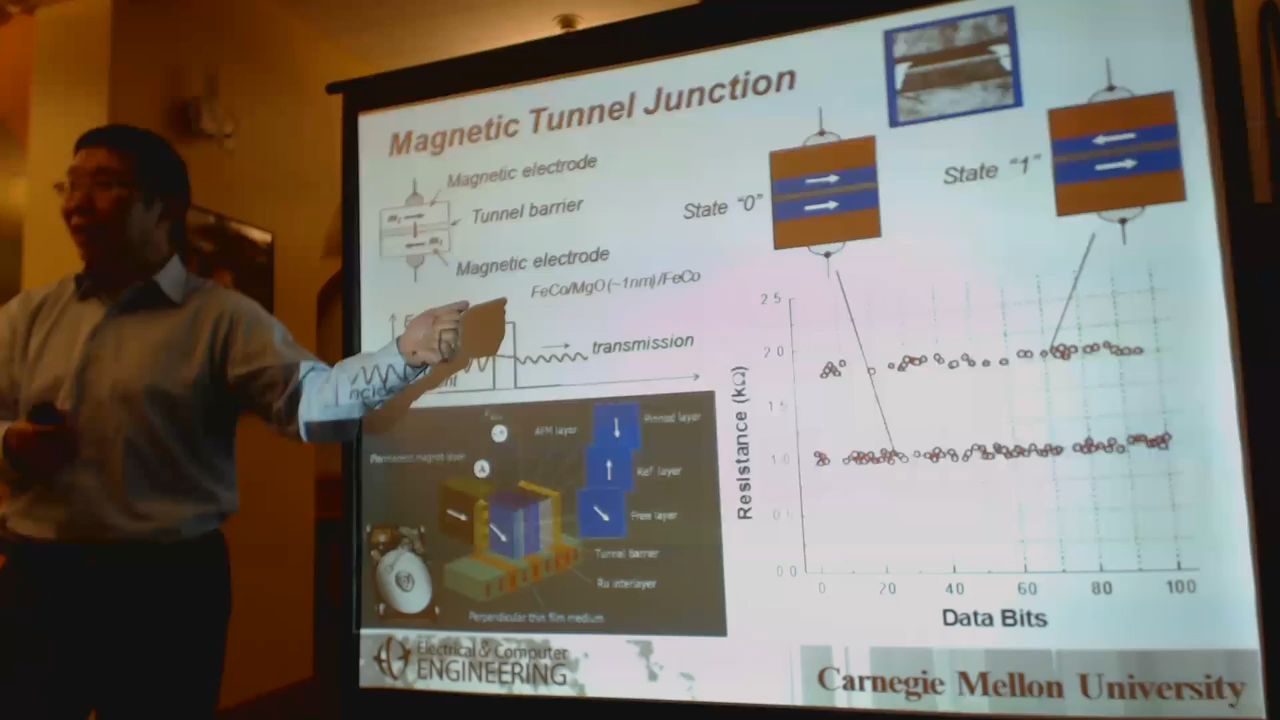 Magnetic Tunnel Junction
Magnetic electrode
Tunnel barrier
Magnetic electrode
FeCo/MgO (~1nm)/FeCo
transmission
State "0"
State "1"
Resistance (kΩ)
2.5
2.0
1.5
1.0
0.5
0.0
0
20
40
60
80
100
Data Bits
AFM layer
Pinned layer
Permanent magnet layer
A
Ref layer
Free layer
Tunnel barrier
Ru interlayer
Perpendicular thin film medium
Electrical & Computer
ENGINEERING
Carnegie Mellon University